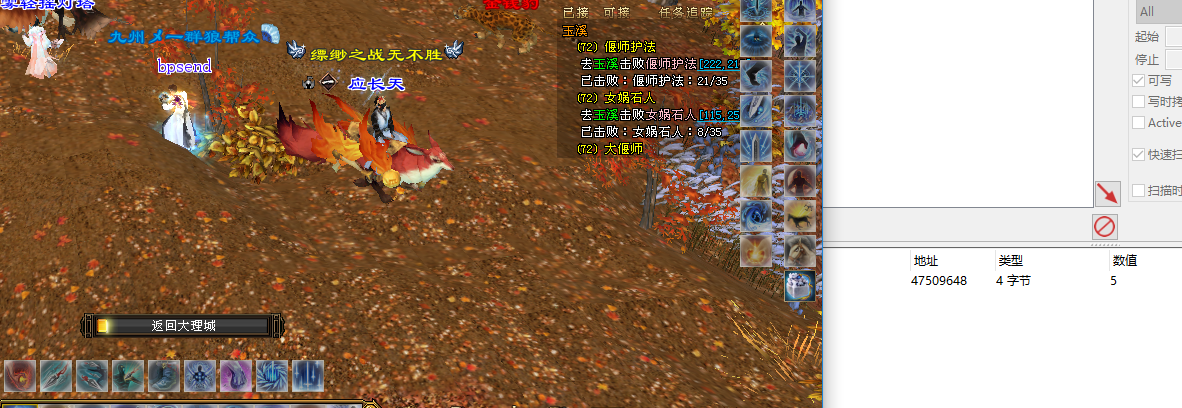 九州メ一群狼帮众
缥缈之战无不胜
bpsend
应长天
已接 可接 任务追踪
玉溪
(72) 偃师护法
去玉溪击败偃师护法[222,21
已击败：偃师护法：21/35
(72) 女娲石人
去玉溪击败女娲石人[115,25
已击败：女娲石人：8/35
(72) 大偃师
返回大理城
All
起始
停止
可写
写时拷
Active
快速扫
扫描时
地址 类型 数值
47509648 4 字节 5